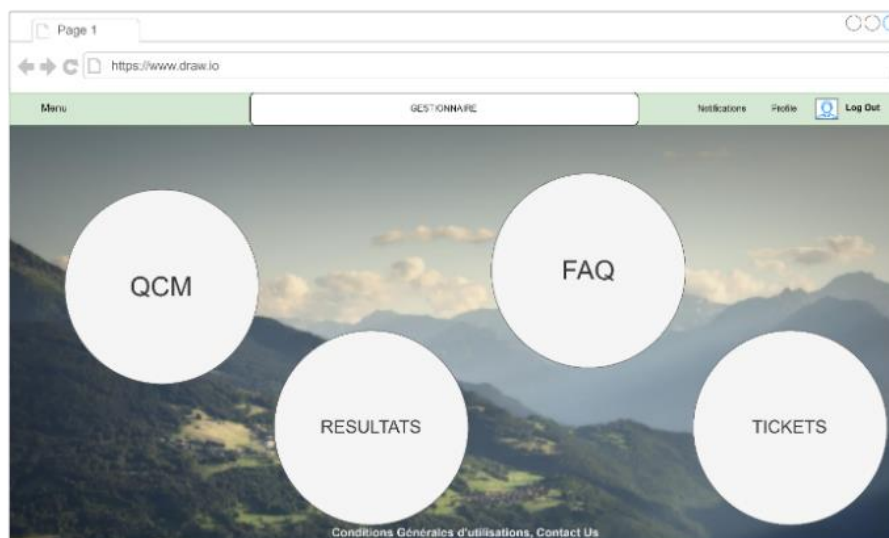 Page 1
https://www.draw.io
Menu GESTIONNAIRE Notifications Profile Log Out
QCM
FAQ
RESULTATS
TICKETS
Conditions Générales d'utilisations, Contact Us